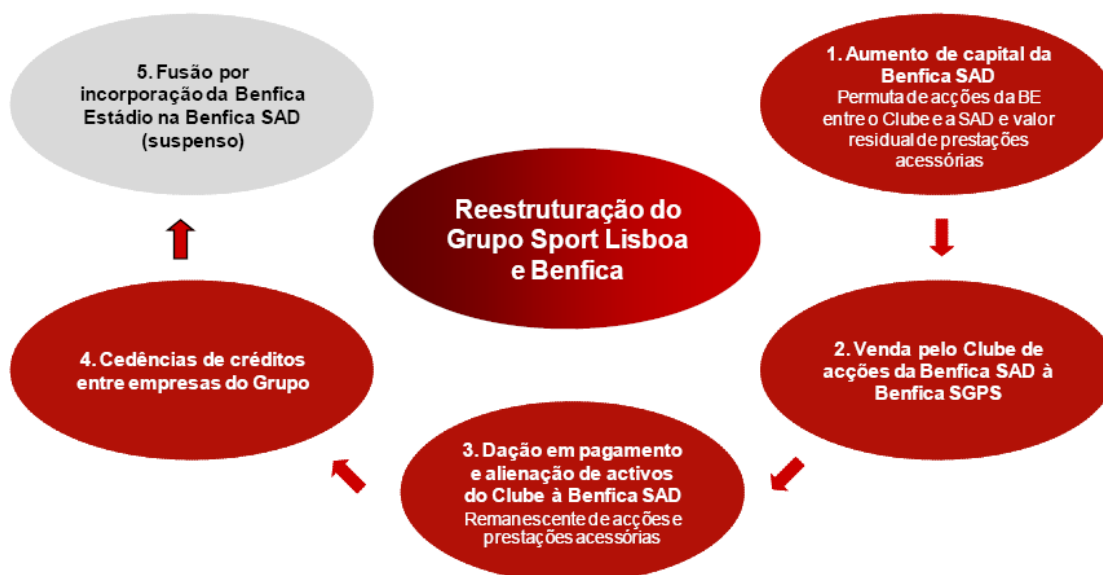 Reestruturação do
Grupo Sport Lisboa
e Benfica
1. Aumento de capital da
Benfica SAD
Permuta de acções da BE
entre o Clube e a SAD e valor
residual de prestações
acessórias
2. Venda pelo Clube de
acções da Benfica SAD à
Benfica SGPS
3. Dação em pagamento
e alienação de activos
do Clube à Benfica SAD
Remanescente de acções e
prestações acessórias
4. Cedências de créditos
entre empresas do Grupo
5. Fusão por
incorporação da Benfica
Estádio na Benfica SAD
(suspenso)